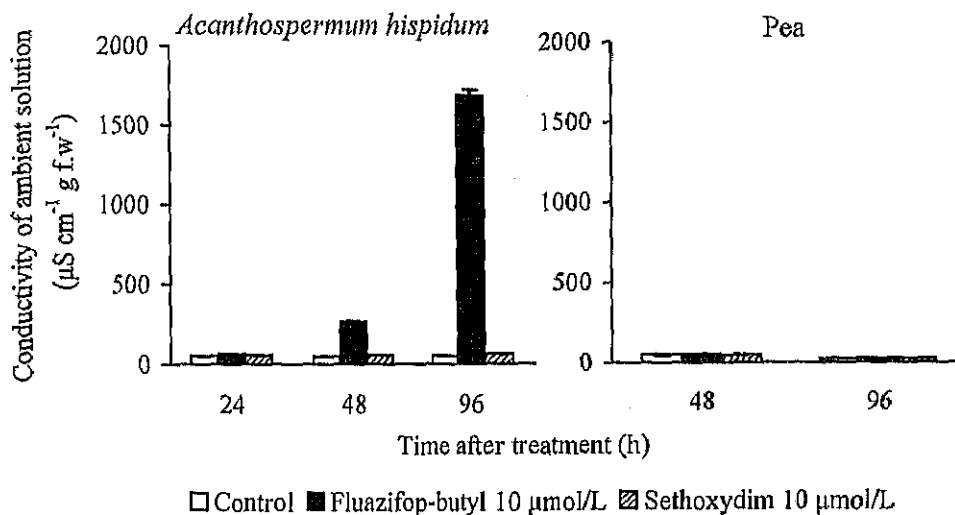 Acanthospermum hispidum
Pea
Conductivity of ambient solution
(μS cm⁻¹ g f.w⁻¹)
2000
1500
1000
500
0
2000
1500
1000
500
0
24 48 96
48 96
Time after treatment (h)
Control Fluazifop-butyl 10 μmol/L Sethoxydim 10 μmol/L